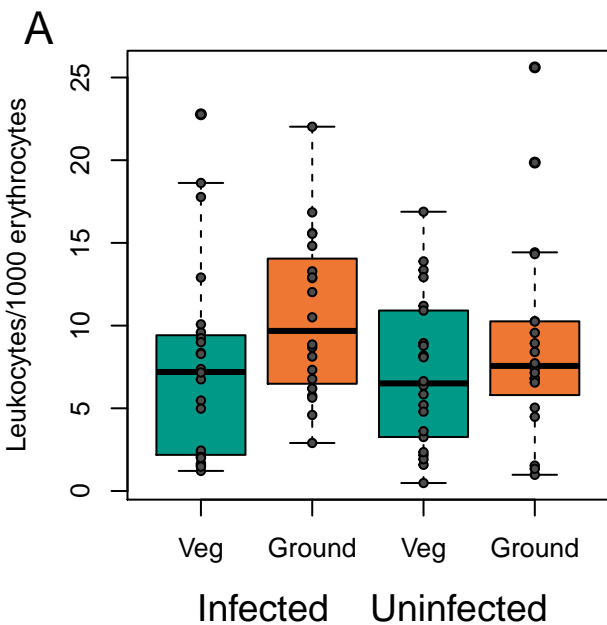 A
Leukocytes/1000 erythrocytes
25
20
15
10
5
0
Veg Ground Veg Ground
Infected Uninfected